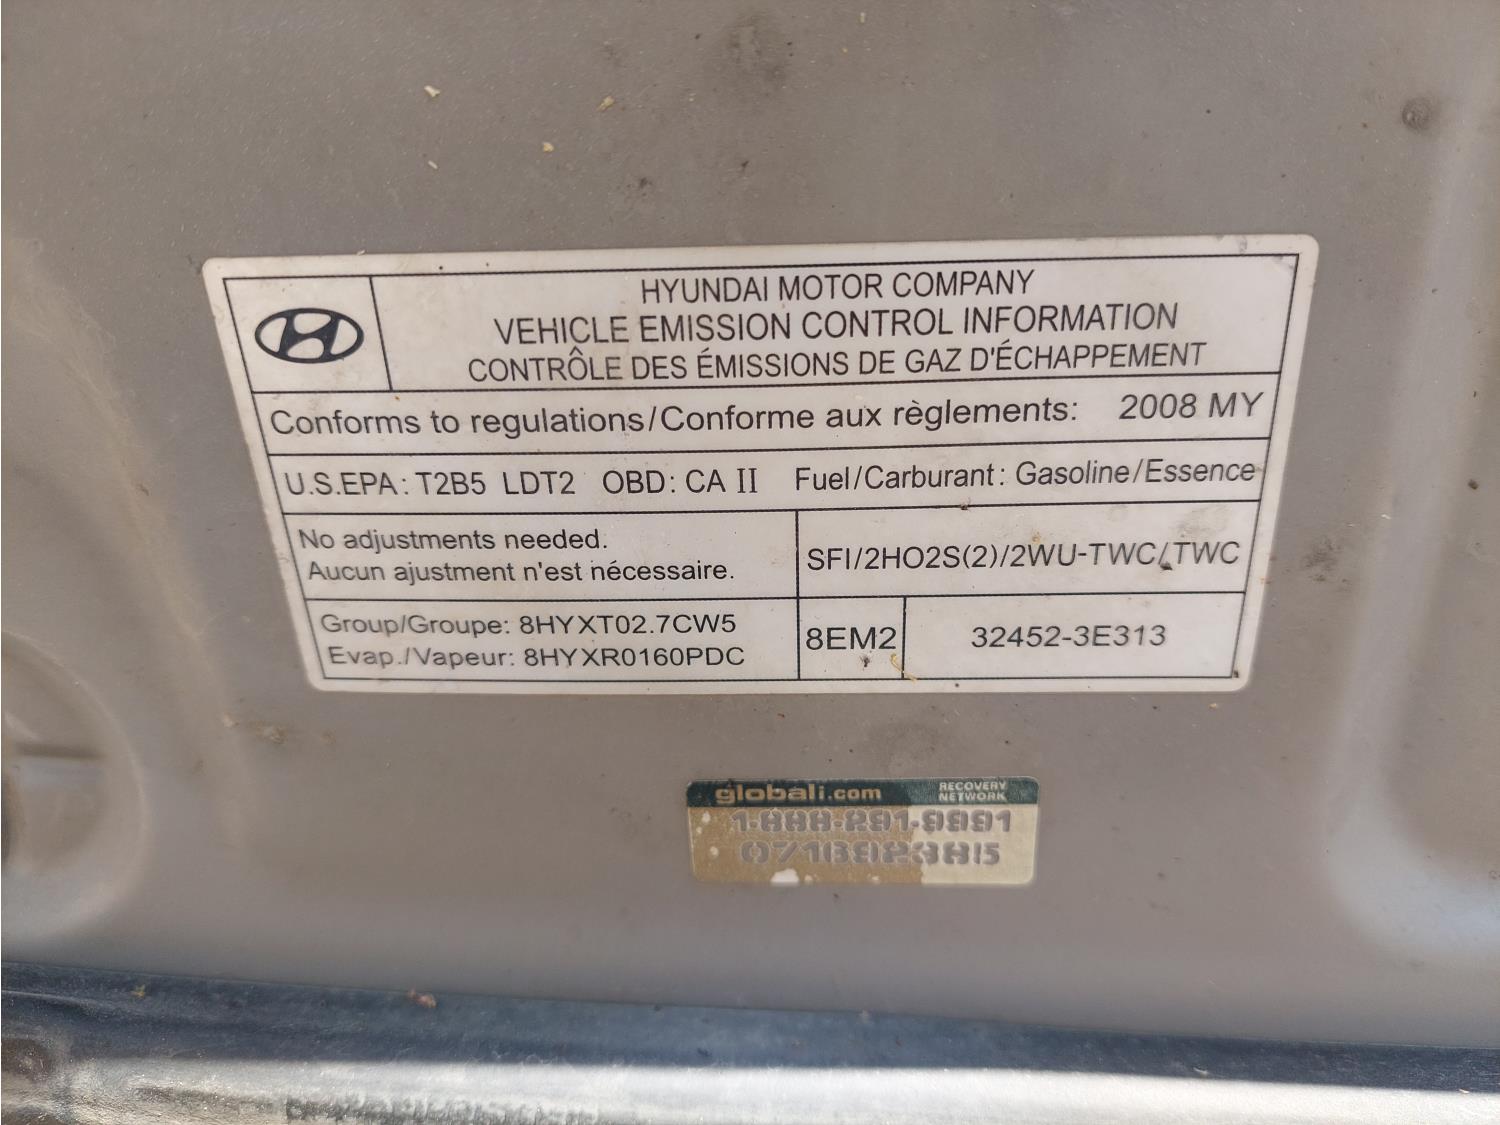 HYUNDAI MOTOR COMPANY
VEHICLE EMISSION CONTROL INFORMATION
CONTRÔLE DES ÉMISSIONS DE GAZ D'ÉCHAPPEMENT
Conforms to regulations/Conforme aux règlements: 2008 MY
U.S.EPA: T2B5 LDT2 OBD: CA II Fuel/Carburant: Gasoline/Essence
No adjustments needed.
Aucun ajustment n'est nécessaire.
SFI/2HO2S(2)/2WU-TWC/TWC
Group/Groupe: 8HYXT02.7CW5
Evap./Vapeur: 8HYXR0160PDC
8EM2
32452-3E313
globali.com
RECOVERY
NETWORK
1-888-291-9991
0716923815